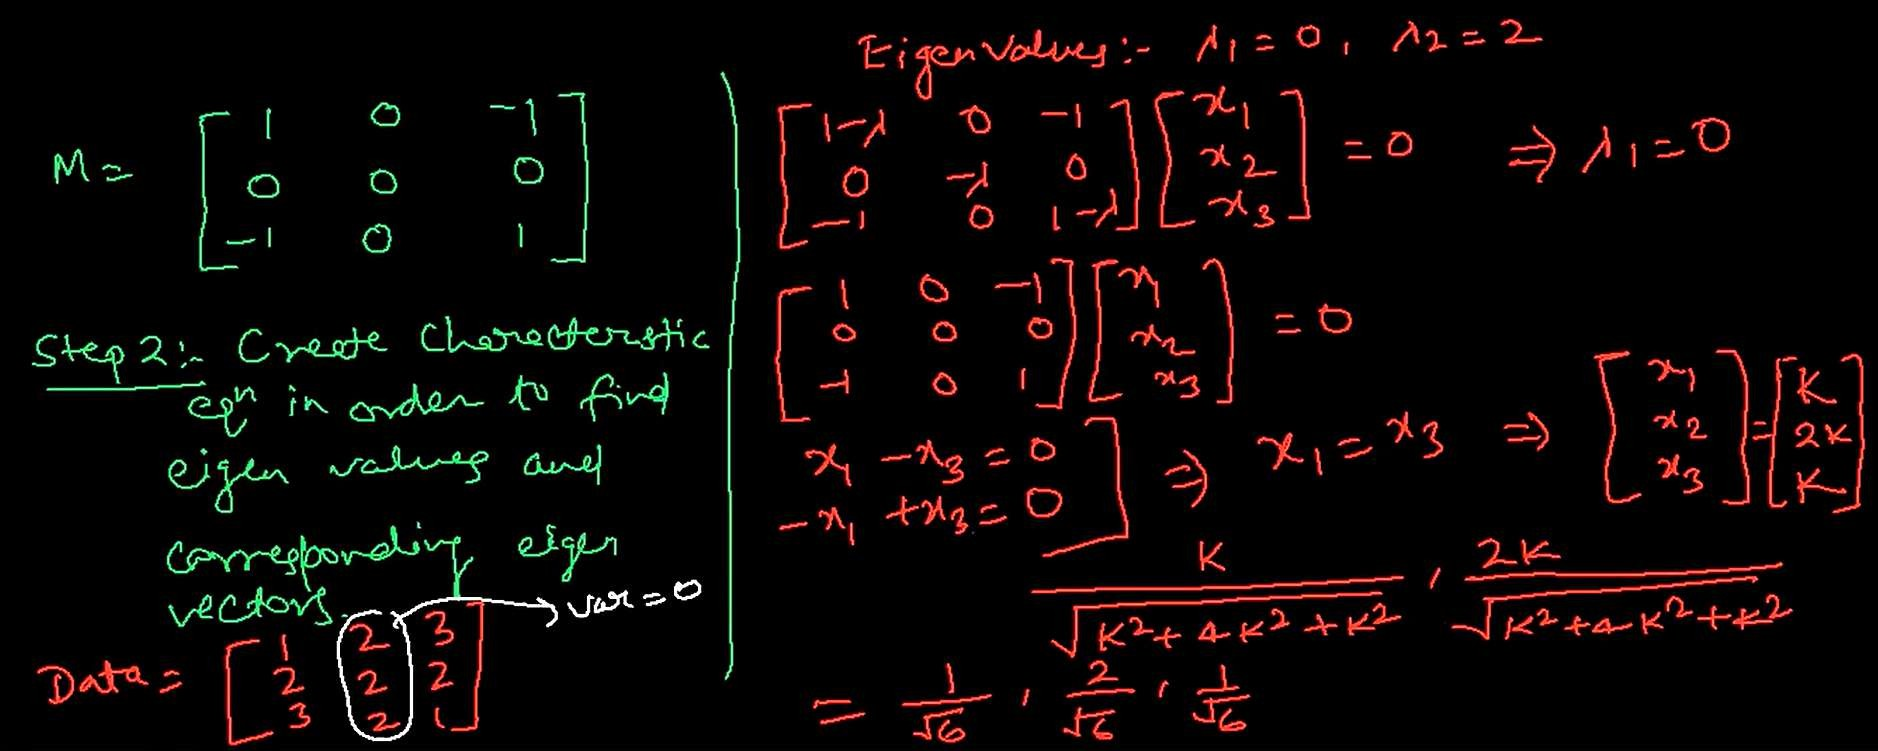 M = [ 1 0 -1
0 0 0
-1 0 1 ]
Step 2:- Create Charecterstic
eqn in order to find
eigen values and
corresponding eigen
vectors.
→ var = 0
Data = [ 1 2 3
2 2 2
3 2 1 ]
Eigen Values:- λ1 = 0, λ2 = 2
[ 1-λ 0 -1 ] [ x1 ]
[ 0 -λ 0 ] [ x2 ] = 0 ⇒ λ1 = 0
[ -1 0 1-λ ] [ x3 ]
[ 1 0 -1 ] [ x1 ]
[ 0 0 0 ] [ x2 ] = 0
[ -1 0 1 ] [ x3 ]
x1 - x3 = 0
-x1 + x3 = 0 ] ⇒ x1 = x3 ⇒ [ x1 x2 x3 ] = [ K 2K K ]
K / √K² + 4K² + K² , 2K / √K² + 4K² + K²
= 1/√6 , 2/√6 , 1/√6